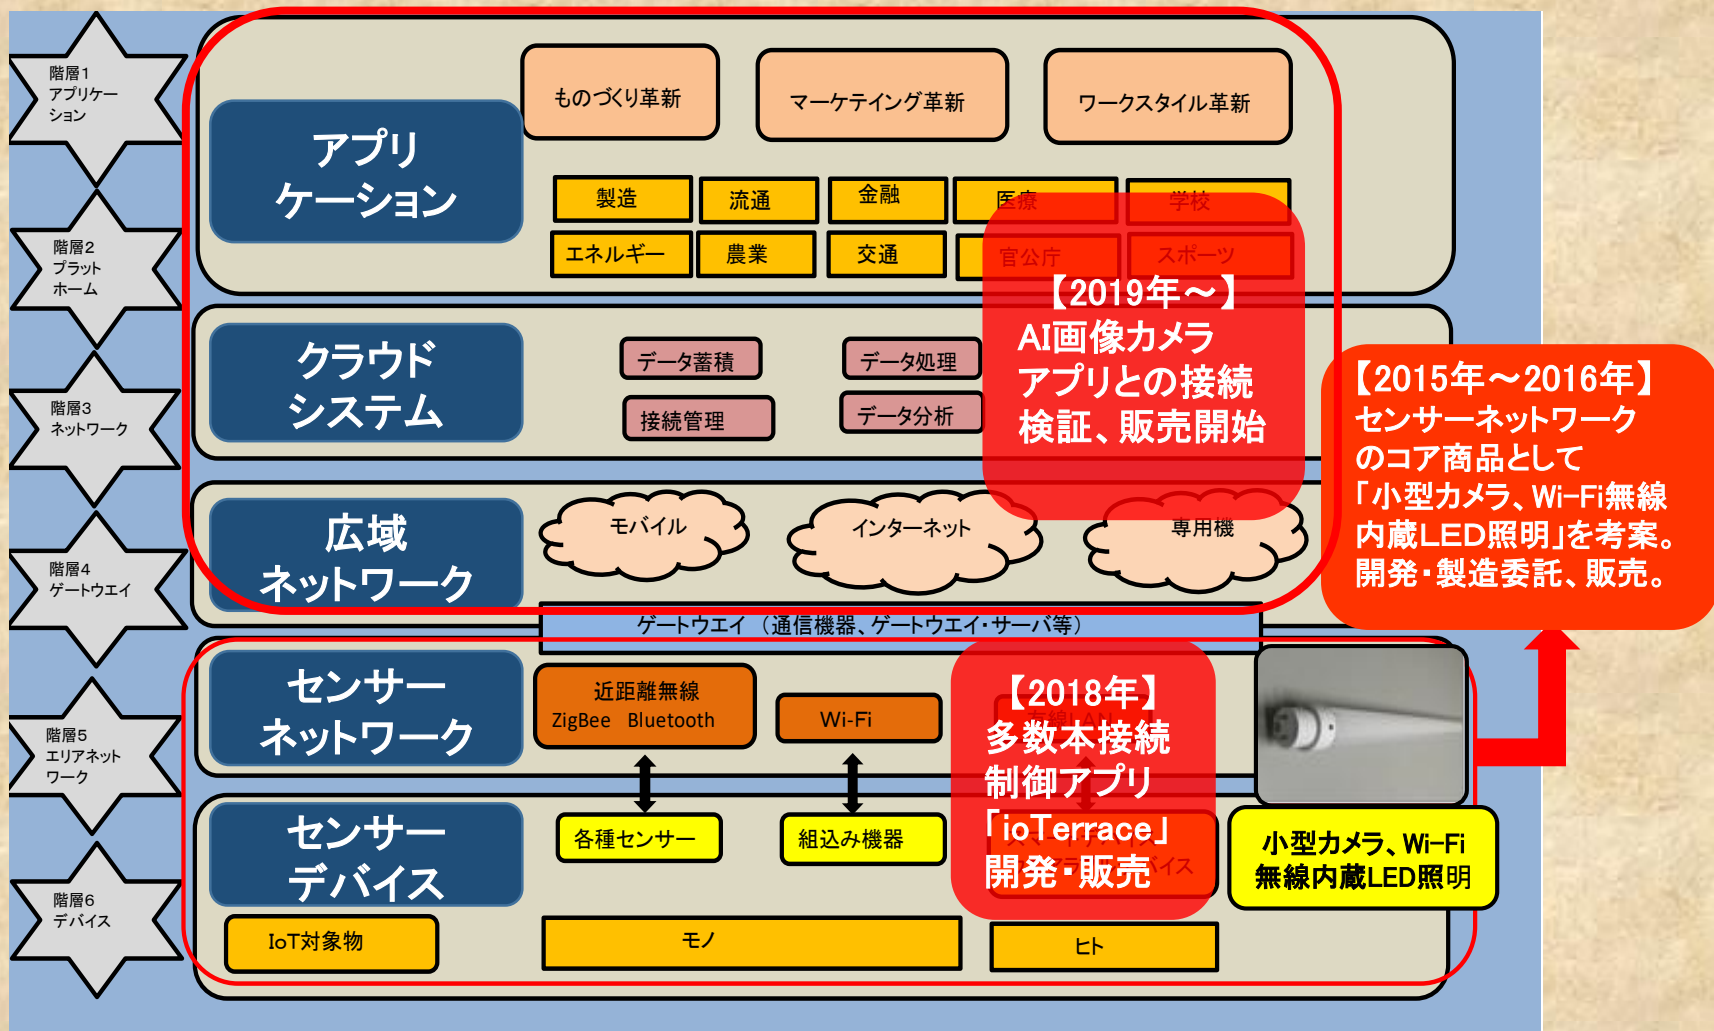 階層1
アプリケー
ション
階層2
プラット
ホーム
階層3
ネットワーク
階層4
ゲートウエイ
階層5
エリアネット
ワーク
階層6
デバイス
アプリ
ケーション
ものづくり革新
マーケテイング革新
ワークスタイル革新
製造
流通
金融
医療
学校
エネルギー
農業
交通
官公庁
スポーツ
クラウド
システム
データ蓄積
データ処理
接続管理
データ分析
【2019年～】
AI画像カメラ
アプリとの接続
検証、販売開始
【2015年～2016年】
センサーネットワーク
のコア商品として
「小型カメラ、Wi-Fi無線
内蔵LED照明」を考案。
開発・製造委託、販売。
広域
ネットワーク
モバイル
インターネット
専用機
ゲートウエイ （通信機器、ゲートウエイ・サーバ等）
センサー
ネットワーク
近距離無線
ZigBee Bluetooth
Wi-Fi
有線LAN
【2018年】
多数本接続
制御アプリ
「ioTerrace」
開発・販売
センサー
デバイス
各種センサー
組込み機器
スマートデバイス
小型カメラ、Wi-Fi
無線内蔵LED照明
IoT対象物
モノ
ヒト